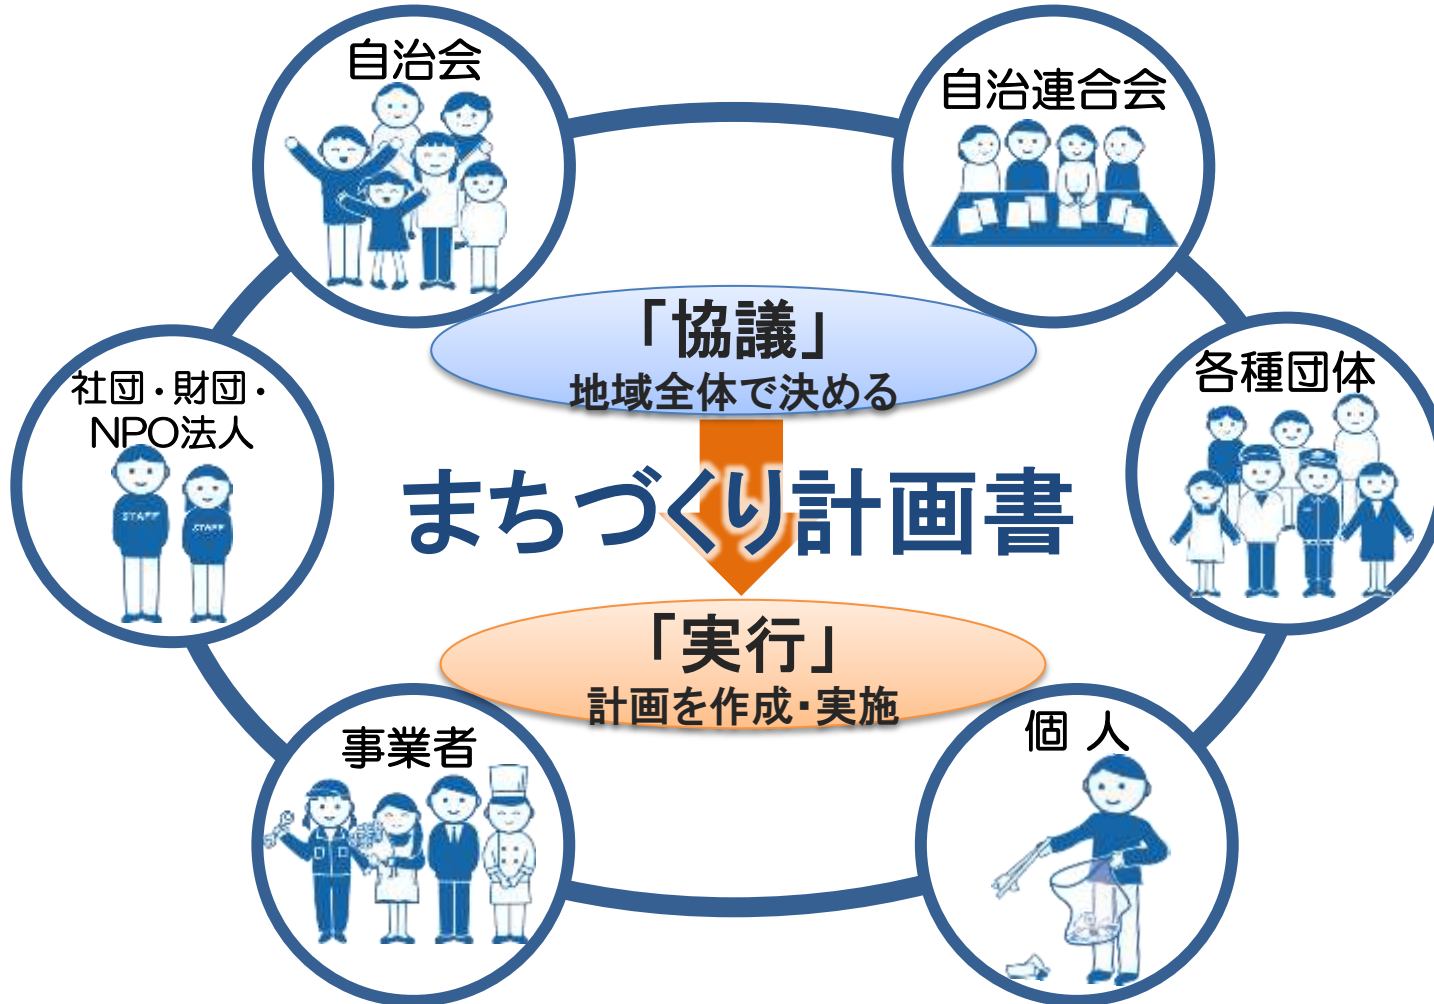 自治会
自治連合会
「協議」
地域全体で決める
社団・財団・
NPO法人
STAFF
STAFF
各種団体
まちづくり計画書
「実行」
計画を作成・実施
事業者
個 人